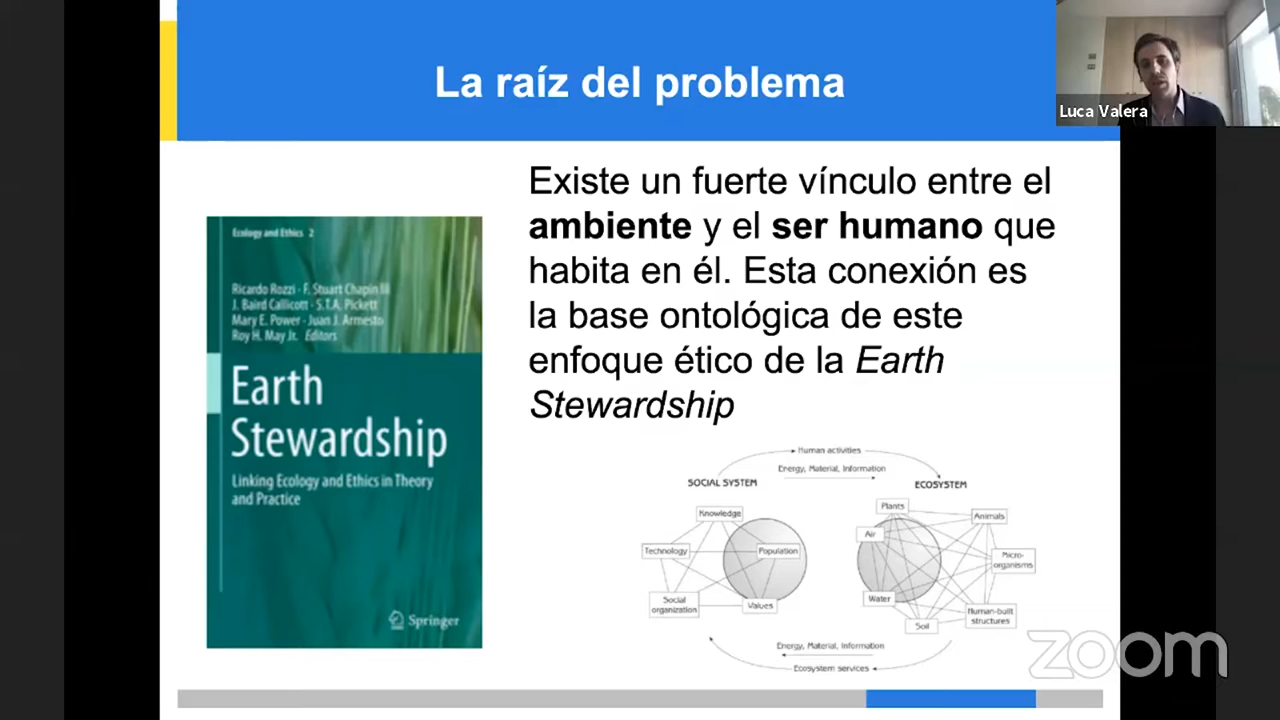 La raíz del problema
Luca Valera
Existe un fuerte vínculo entre el
ambiente y el ser humano que
habita en él. Esta conexión es
la base ontológica de este
enfoque ético de la Earth
Stewardship
Ecology and Ethics 2
Ricardo Rozzi · F. Stuart Chapin III
J. Baird Callicott · S.T.A. Pickett
Mary E. Power · Juan J. Armesto
Roy H. May Jr. Editors
Earth
Stewardship
Linking Ecology and Ethics in Theory
and Practice
Springer
Human activities
Energy, Material, Information
SOCIAL SYSTEM
ECOSYSTEM
Knowledge
Technology
Population
Social
organization
Values
Plants
Animals
Air
Micro-
organisms
Water
Human-built
structures
Soil
Energy, Material, Information
Ecosystem services
zoom